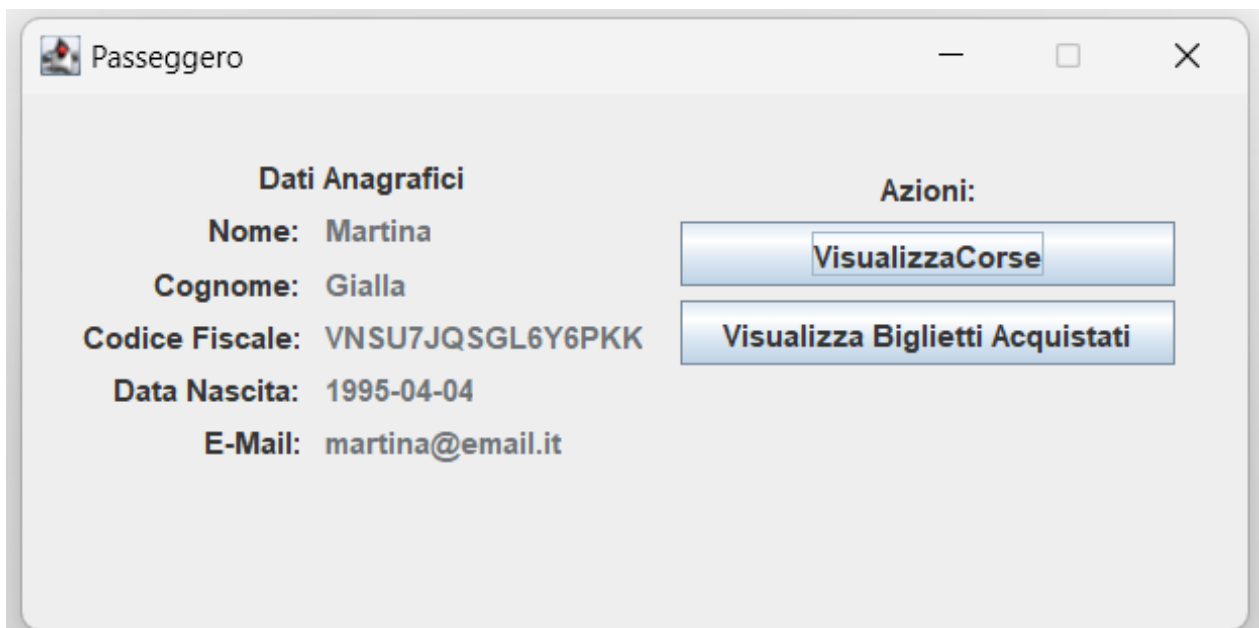 Passeggero
Dati Anagrafici
Nome: Martina
Cognome: Gialla
Codice Fiscale: VNSU7JQSGL6Y6PKK
Data Nascita: 1995-04-04
E-Mail: martina@email.it
Azioni:
VisualizzaCorse
Visualizza Biglietti Acquistati